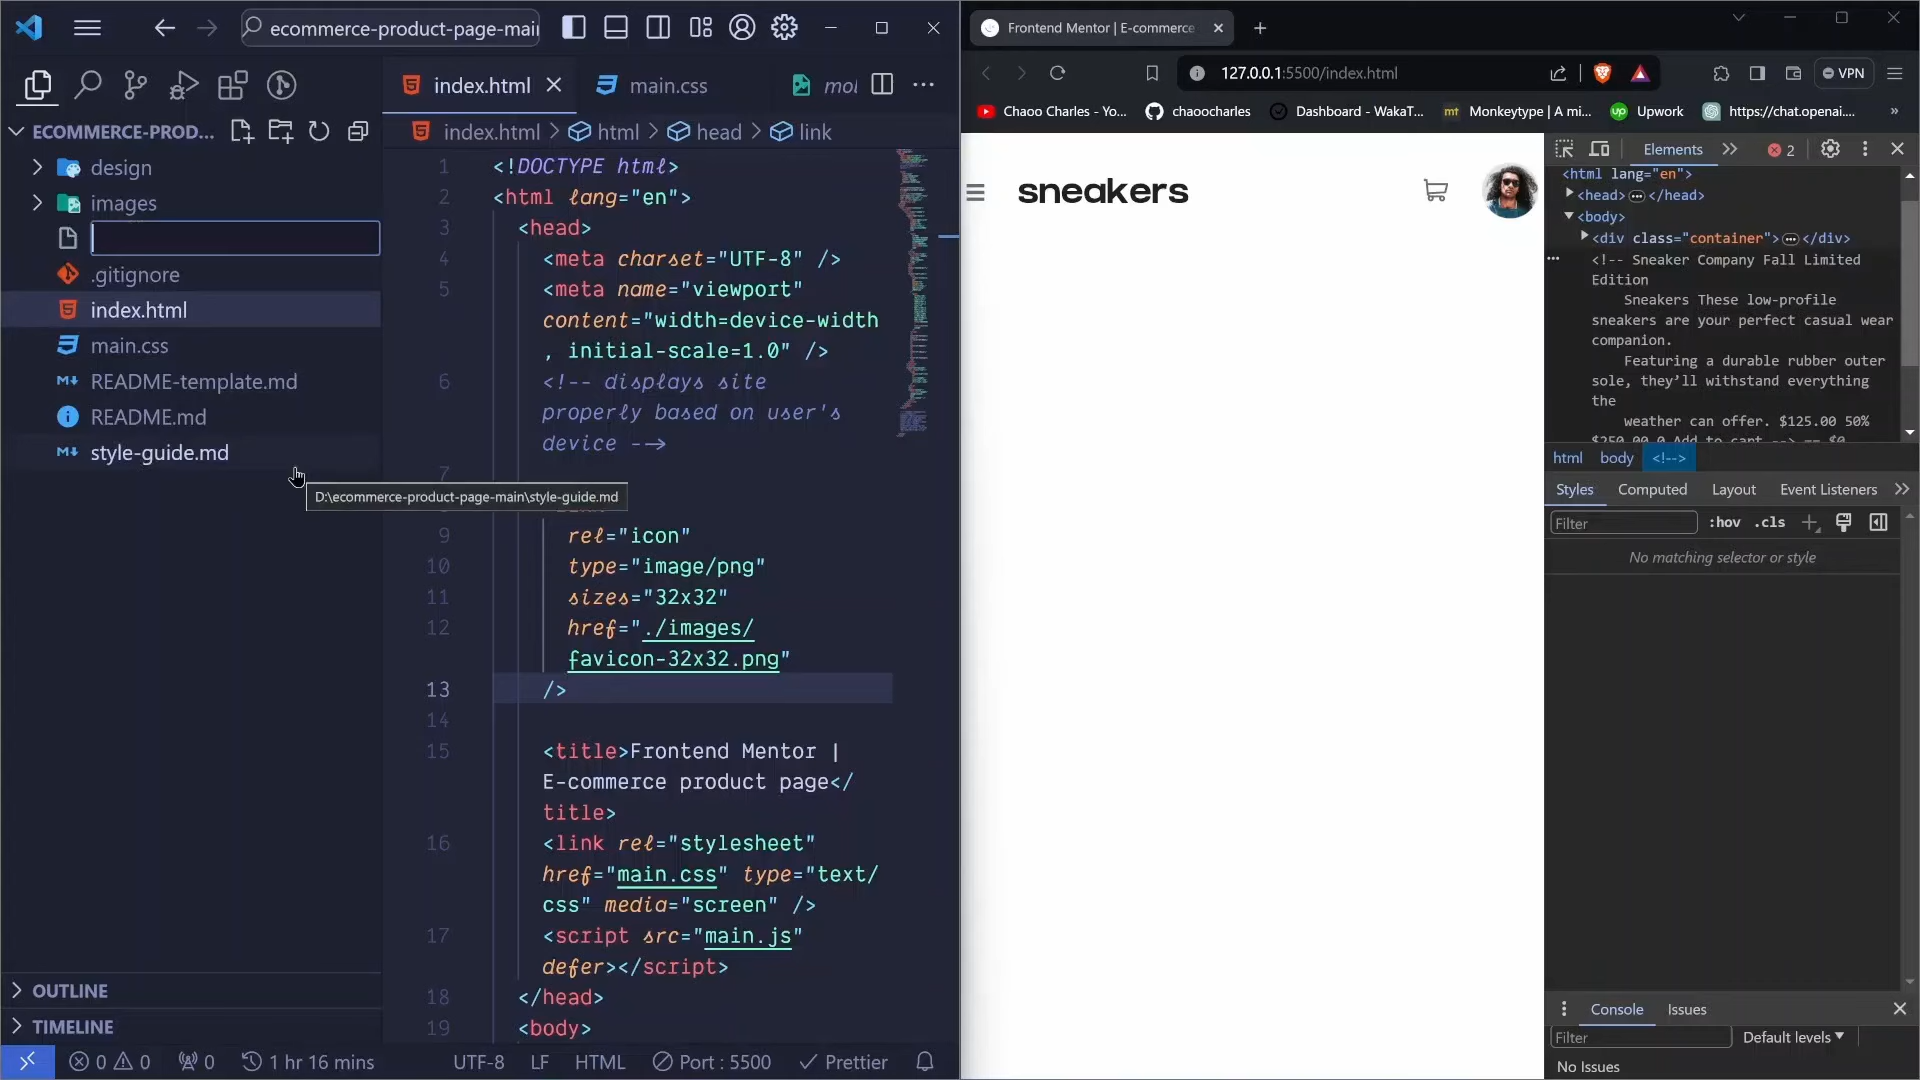 ecommerce-product-page-mai
ECOMMERCE-PROD...
design
images
.gitignore
index.html
main.css
README-template.md
README.md
style-guide.md
D:\ecommerce-product-page-main\style-guide.md
OUTLINE
TIMELINE
index.html
main.css
mol
index.html > html > head > link
1 <!DOCTYPE html>
2 <html lang="en">
3 <head>
4 <meta charset="UTF-8" />
5 <meta name="viewport"
content="width=device-width
, initial-scale=1.0" />
6 <!-- displays site
properly based on user's
device -->
7
9 rel="icon"
10 type="image/png"
11 sizes="32x32"
12 href="./images/
favicon-32x32.png"
13 />
14
15 <title>Frontend Mentor |
E-commerce product page</
title>
16 <link rel="stylesheet"
href="main.css" type="text/
css" media="screen" />
17 <script src="main.js"
defer></script>
18 </head>
19 <body>
0 0 0 1 hr 16 mins UTF-8 LF HTML Port : 5500 Prettier
Frontend Mentor | E-commerce
127.0.0.1:5500/index.html
VPN
Chaoo Charles - Yo... chaoocharles Dashboard - WakaT... mt Monkeytype | A mi... up Upwork https://chat.openai.... »
sneakers
Elements 2
<html lang="en">
<head> </head>
<body>
<div class="container"> </div>
<!-- Sneaker Company Fall Limited
Edition
Sneakers These low-profile
sneakers are your perfect casual wear
companion.
Featuring a durable rubber outer
sole, they’ll withstand everything
the
weather can offer. $125.00 50%
$250.00 0 Add to cart --> == $0
html body <!-->
Styles Computed Layout Event Listeners
Filter :hov .cls
No matching selector or style
Console Issues
Filter Default levels
No Issues